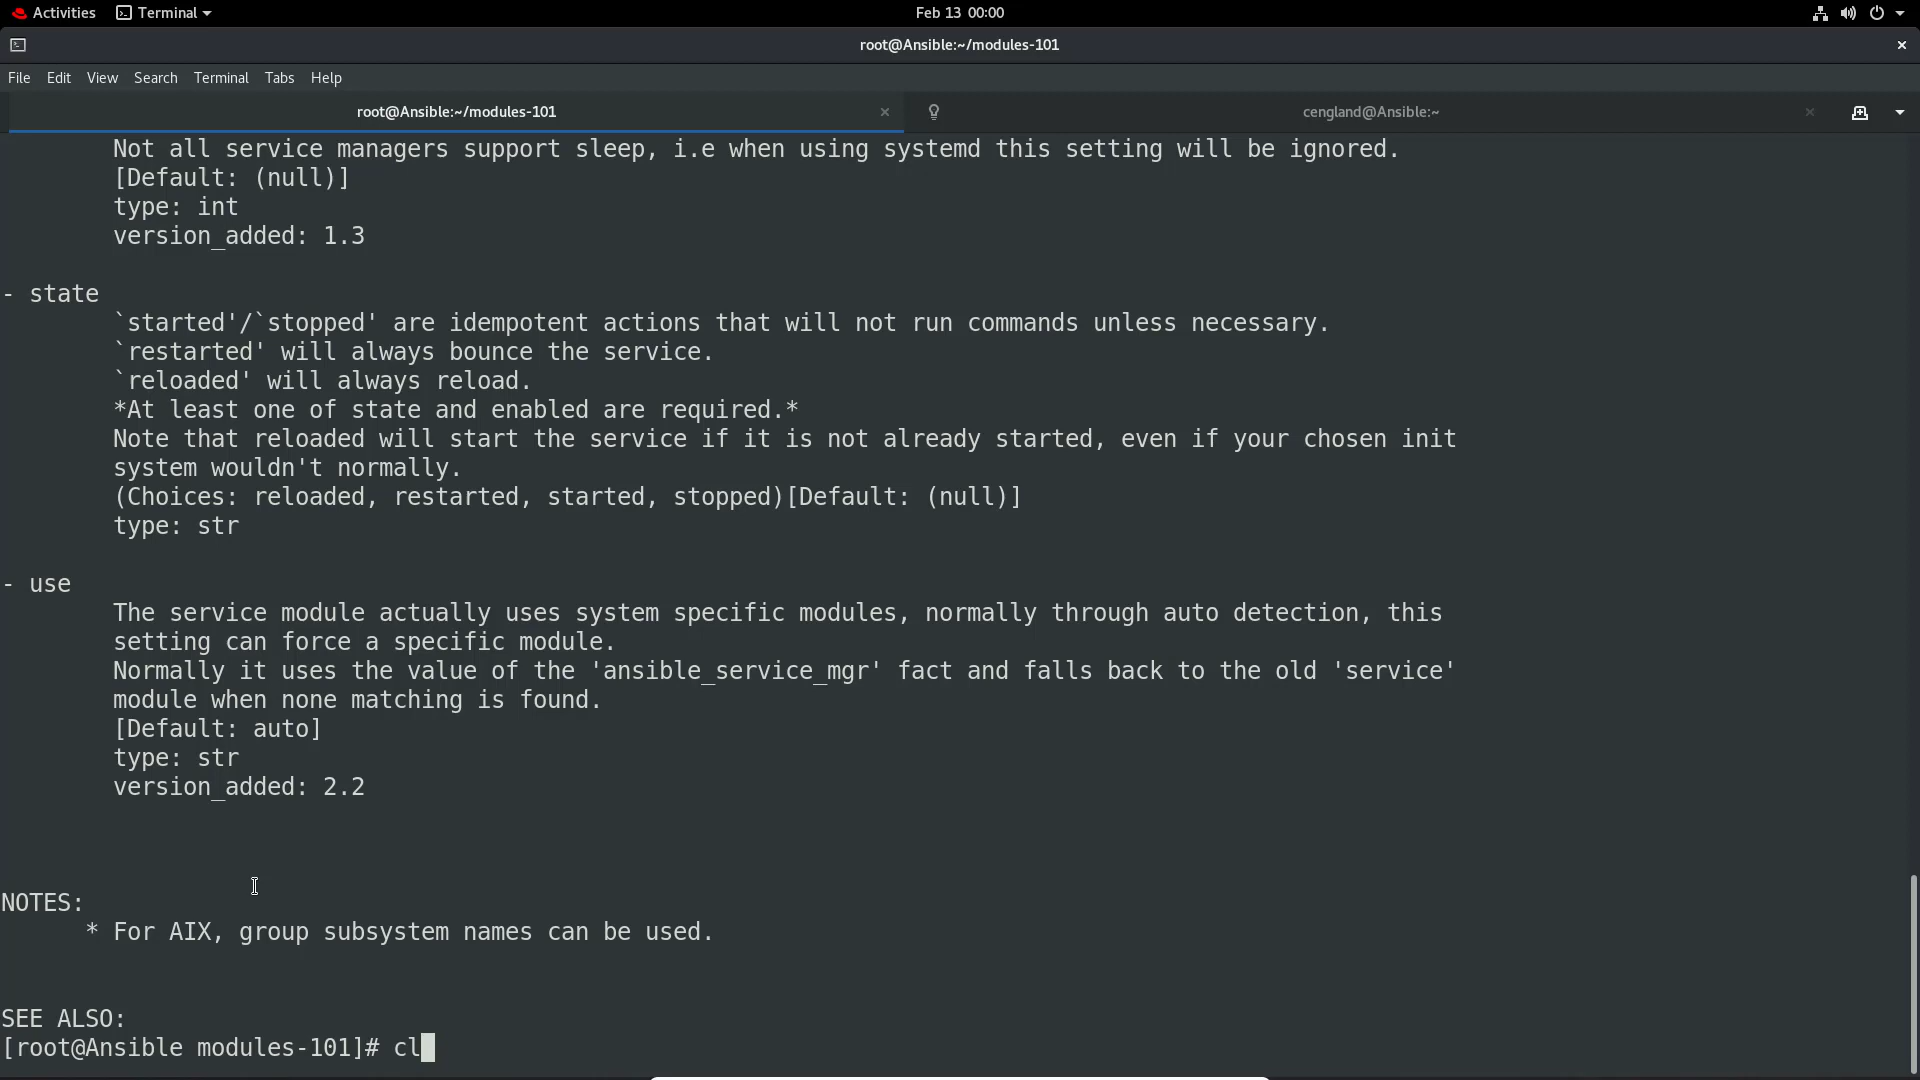 Activities Terminal Feb 13 00:00
root@Ansible:~/modules-101
File Edit View Search Terminal Tabs Help
root@Ansible:~/modules-101 cengland@Ansible:~
Not all service managers support sleep, i.e when using systemd this setting will be ignored.
[Default: (null)]
type: int
version_added: 1.3
- state
`started'/`stopped' are idempotent actions that will not run commands unless necessary.
`restarted' will always bounce the service.
`reloaded' will always reload.
*At least one of state and enabled are required.*
Note that reloaded will start the service if it is not already started, even if your chosen init
system wouldn't normally.
(Choices: reloaded, restarted, started, stopped)[Default: (null)]
type: str
- use
The service module actually uses system specific modules, normally through auto detection, this
setting can force a specific module.
Normally it uses the value of the 'ansible_service_mgr' fact and falls back to the old 'service'
module when none matching is found.
[Default: auto]
type: str
version_added: 2.2
NOTES:
* For AIX, group subsystem names can be used.
SEE ALSO:
[root@Ansible modules-101]# cl